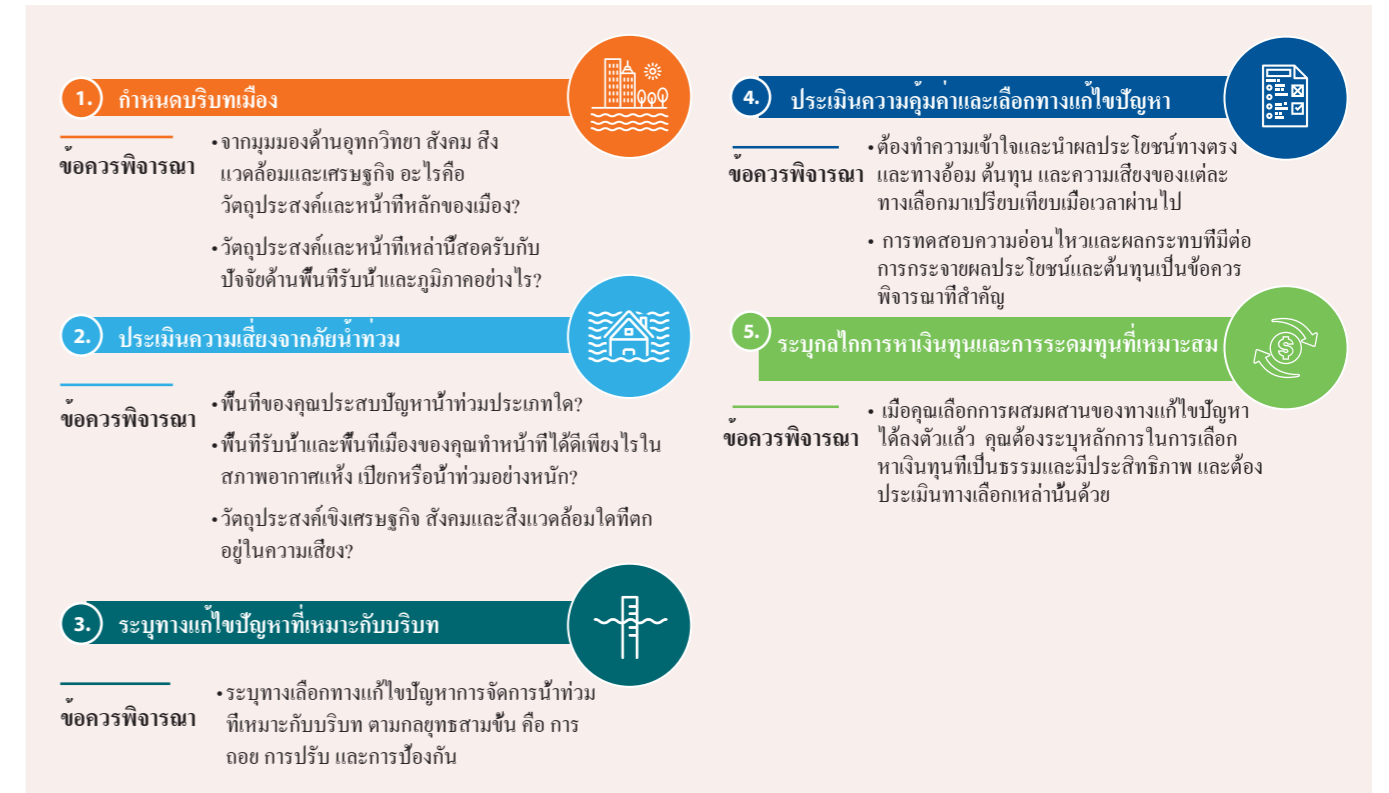 1.) กำหนดบริบทเมือง
ข้อควรพิจารณา
•จากมุมมองด้านอุทกวิทยา สังคม สิ่ง
แวดล้อมและเศรษฐกิจ อะไรคือ
วัตถุประสงค์และหน้าที่หลักของเมือง?
•วัตถุประสงค์และหน้าที่เหล่านี้สอดรับกับ
ปัจจัยด้านพื้นที่รับน้ำและภูมิภาคอย่างไร?
2.) ประเมินความเสี่ยงจากภัยน้ำท่วม
ข้อควรพิจารณา
•พื้นที่ของคุณประสบปัญหาน้ำท่วมประเภทใด?
•พื้นที่รับน้ำและพื้นที่เมืองของคุณทำหน้าที่ได้ดีเพียงไรใน
สภาพอากาศแห้ง เปียกหรือน้ำท่วมอย่างหนัก?
•วัตถุประสงค์เชิงเศรษฐกิจ สังคมและสิ่งแวดล้อมใดที่ตก
อยู่ในความเสี่ยง?
3.) ระบุทางแก้ไขปัญหาที่เหมาะกับบริบท
ข้อควรพิจารณา
•ระบุทางเลือกทางแก้ไขปัญหาการจัดการน้ำท่วม
ที่เหมาะกับบริบท ตามกลยุทธสามขั้น คือ การ
ถอย การปรับ และการป้องกัน
4.) ประเมินความคุ้มค่าและเลือกทางแก้ไขปัญหา
ข้อควรพิจารณา
•ต้องทำความเข้าใจและนำผลประโยชน์ทางตรง
และทางอ้อม ต้นทุน และความเสี่ยงของแต่ละ
ทางเลือกมาเปรียบเทียบเมื่อเวลาผ่านไป
• การทดสอบความอ่อนไหวและผลกระทบที่มีต่อ
การกระจายผลประโยชน์และต้นทุนเป็นข้อควร
พิจารณาที่สำคัญ
5.) ระบุกลไกการหาเงินทุนและการระดมทุนที่เหมาะสม
ข้อควรพิจารณา
• เมื่อคุณเลือกการผสมผสานของทางแก้ไขปัญหา
ได้ลงตัวแล้ว คุณต้องระบุหลักการในการเลือก
หาเงินทุนที่เป็นธรรมและมีประสิทธิภาพ และต้อง
ประเมินทางเลือกเหล่านั้นด้วย